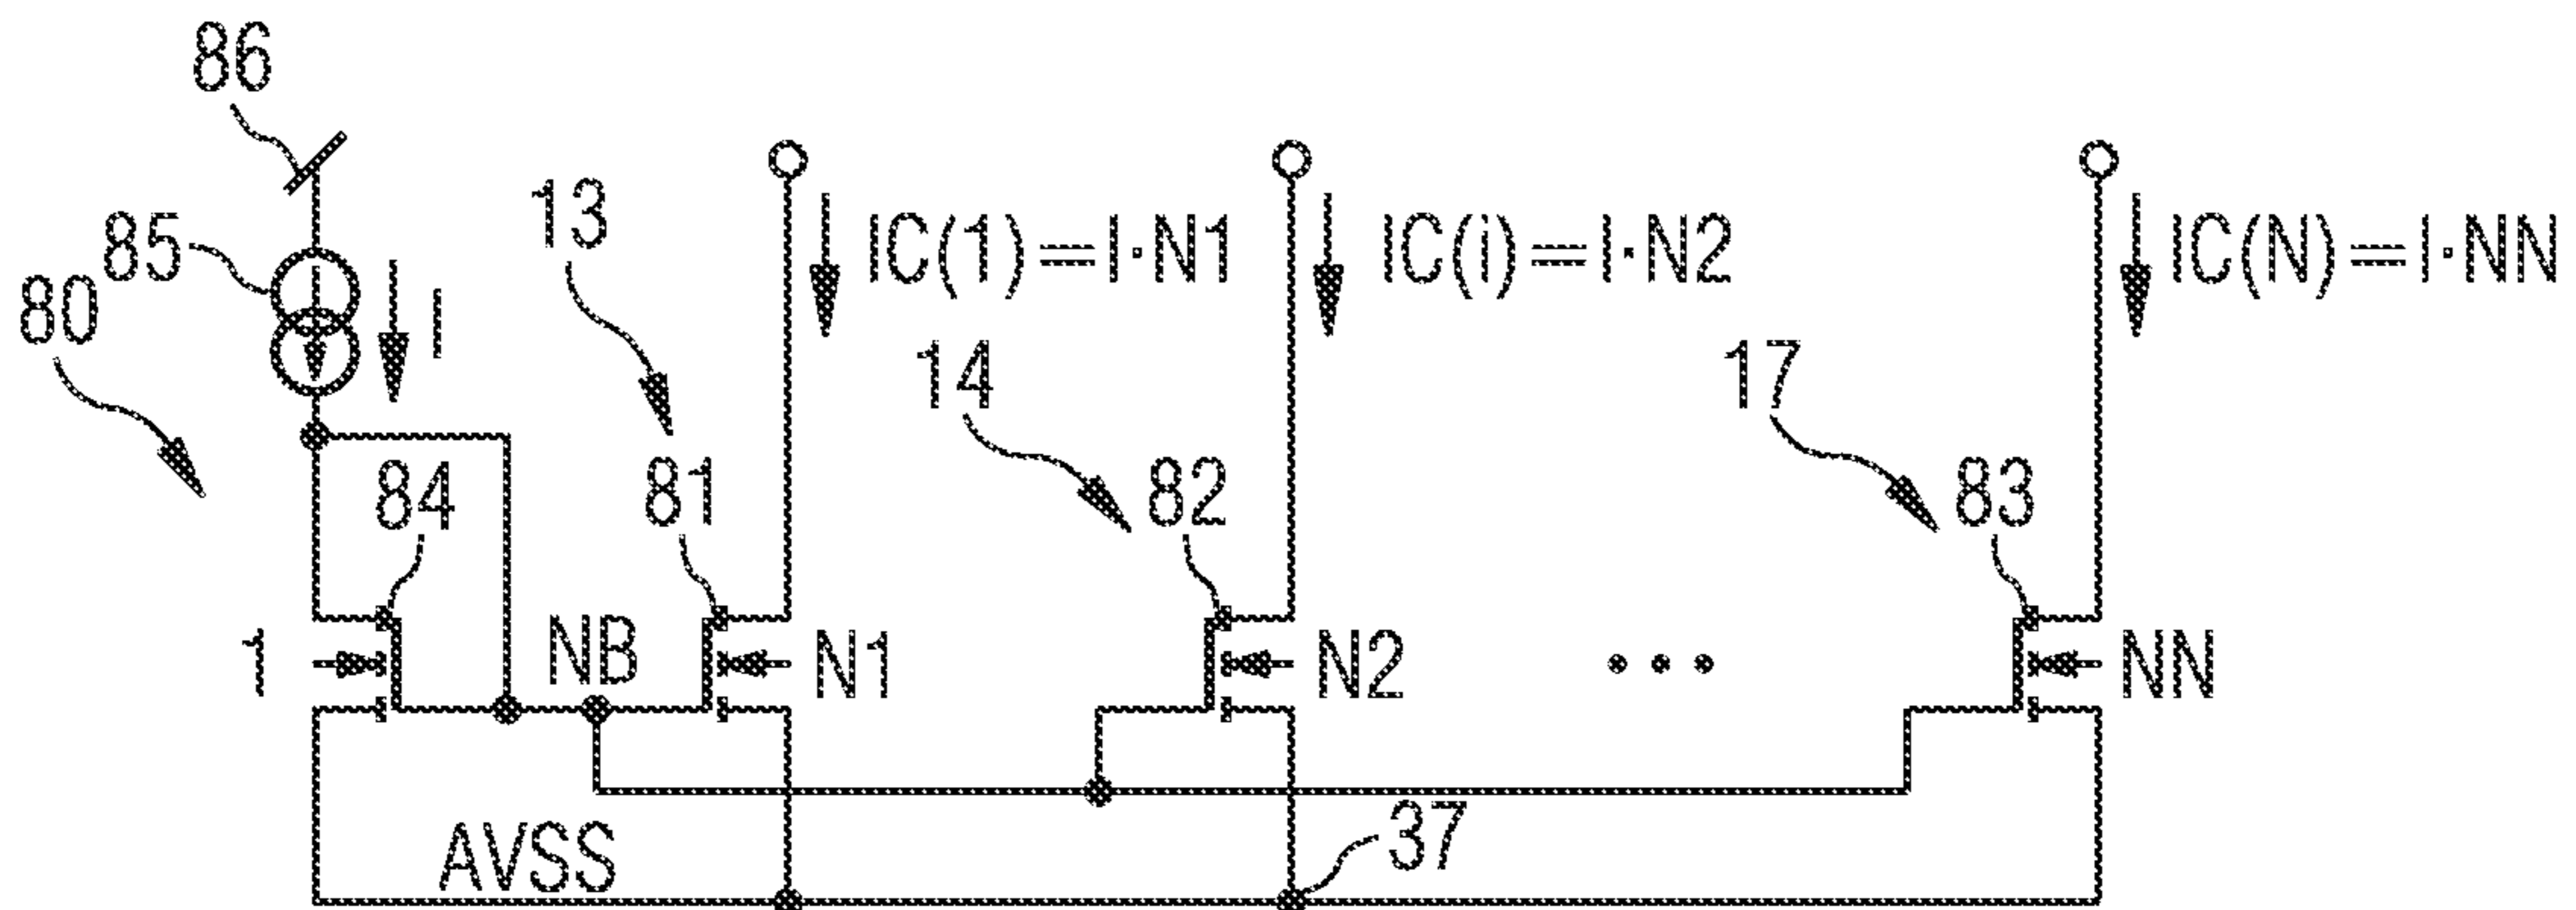 86
85
80
I
13
IC(1)=I·N1
14
IC(i)=I·N2
17
IC(N)=I·NN
84
81
82
83
1
NB
N1
N2
...
NN
AVSS
37